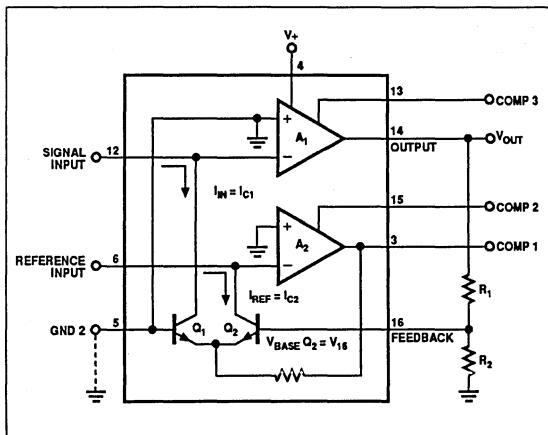 V+
4
13
COMP 3
+
A1
14
VOUT
OUTPUT
SIGNAL
INPUT
12
−
IIN = IC1
15
COMP 2
+
A2
3
COMP 1
REFERENCE
INPUT
6
−
IREF = IC2
R1
GND 2
5
Q1
Q2
VBASE Q2 = V16
16
FEEDBACK
R2